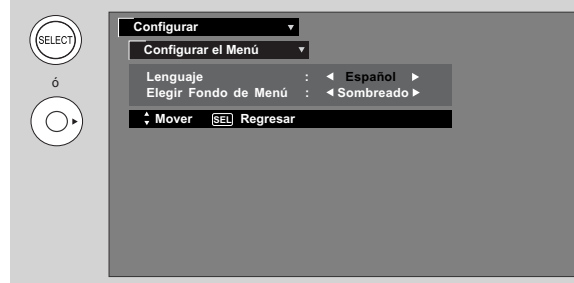 SELECT
ó
Configurar
Configurar el Menú
Lenguaje : Español
Elegir Fondo de Menú : Sombreado
Mover SEL Regresar